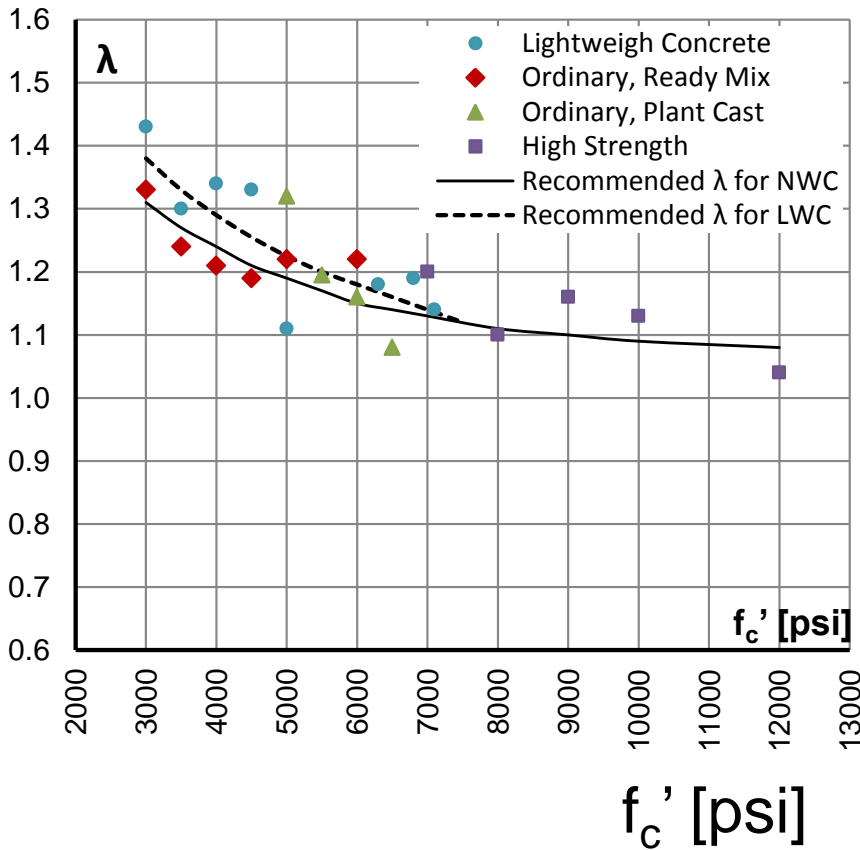 1.6
1.5
1.4
1.3
1.2
1.1
1.0
0.9
0.8
0.7
0.6
λ
Lightweigh Concrete
Ordinary, Ready Mix
Ordinary, Plant Cast
High Strength
Recommended λ for NWC
Recommended λ for LWC
fc’ [psi]
2000
3000
4000
5000
6000
7000
8000
9000
10000
11000
12000
13000
fc’ [psi]